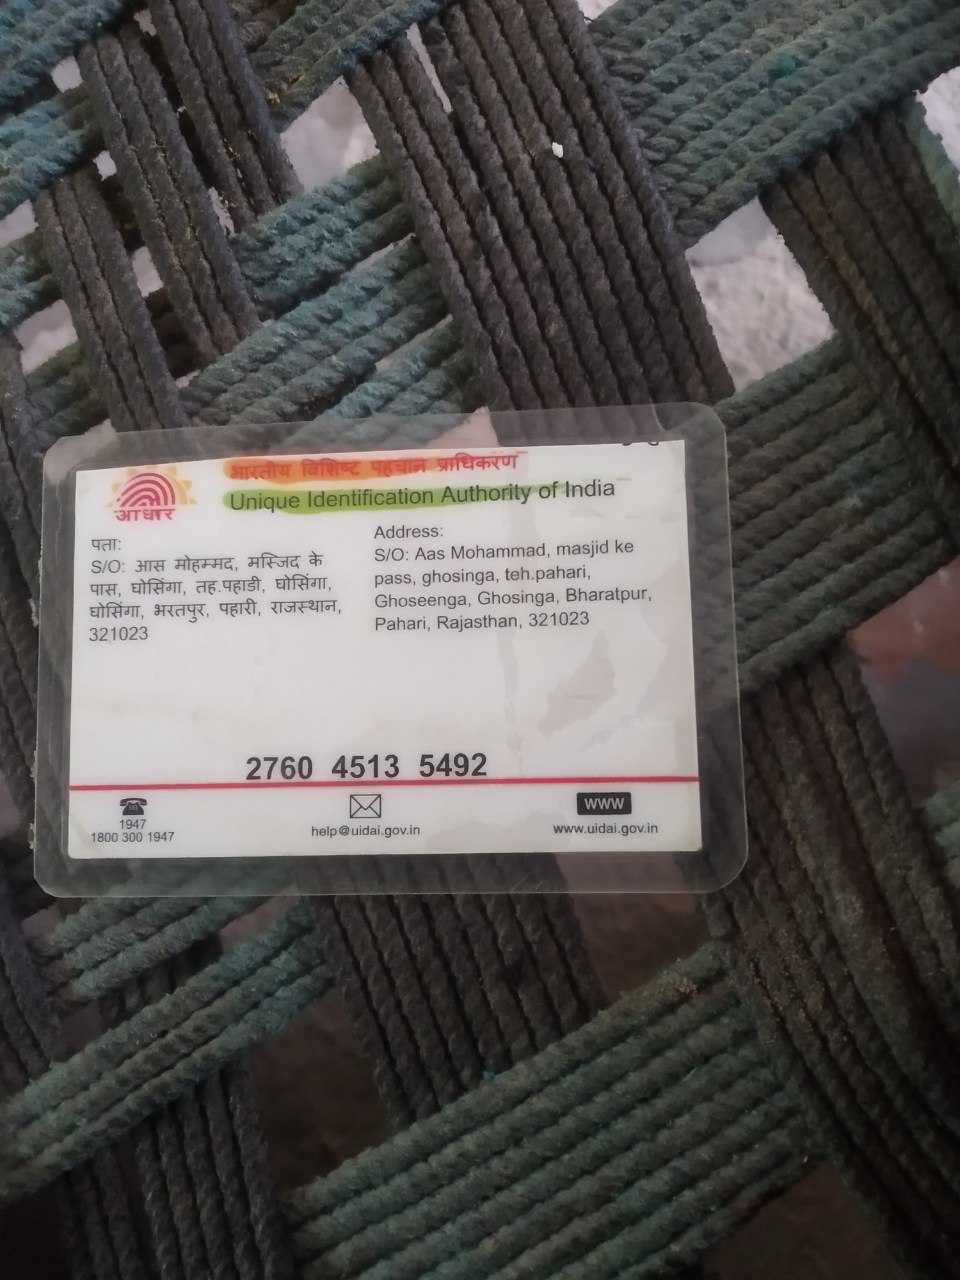 भारतीय विशिष्ट पहचान प्राधिकरण
Unique Identification Authority of India
आधार
पता:
S/O: आस मोहम्मद, मस्जिद के
पास, घोसिंगा, तह.पहाडी, घोसिंगा,
घोसिंगा, भरतपुर, पहारी, राजस्थान,
321023
Address:
S/O: Aas Mohammad, masjid ke
pass, ghosinga, teh.pahari,
Ghoseenga, Ghosinga, Bharatpur,
Pahari, Rajasthan, 321023
2760 4513 5492
1947
1800 300 1947
help@uidai.gov.in
WWW
www.uidai.gov.in